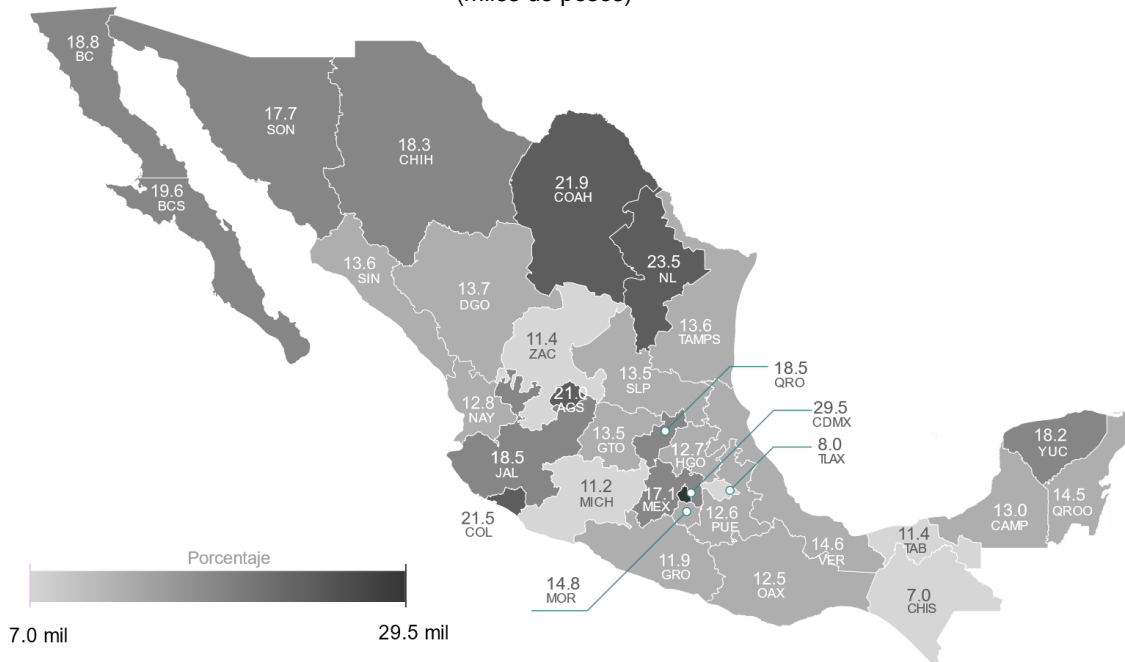 (miles de pesos)
18.8
BC
17.7
SON
18.3
CHIH
21.9
COAH
19.6
BCS
23.5
NL
13.6
SIN
13.7
DGO
13.6
TAMPS
11.4
ZAC
13.5
SLP
18.5
QRO
21.0
AGS
12.8
NAY
29.5
CDMX
13.5
GTO
12.7
HGO
8.0
TLAX
18.2
YUC
18.5
JAL
11.2
MICH
17.1
MEX
12.6
PUE
14.5
QROO
13.0
CAMP
21.5
COL
14.6
VER
11.4
TAB
11.9
GRO
12.5
OAX
14.8
MOR
7.0
CHIS
Porcentaje
7.0 mil
29.5 mil